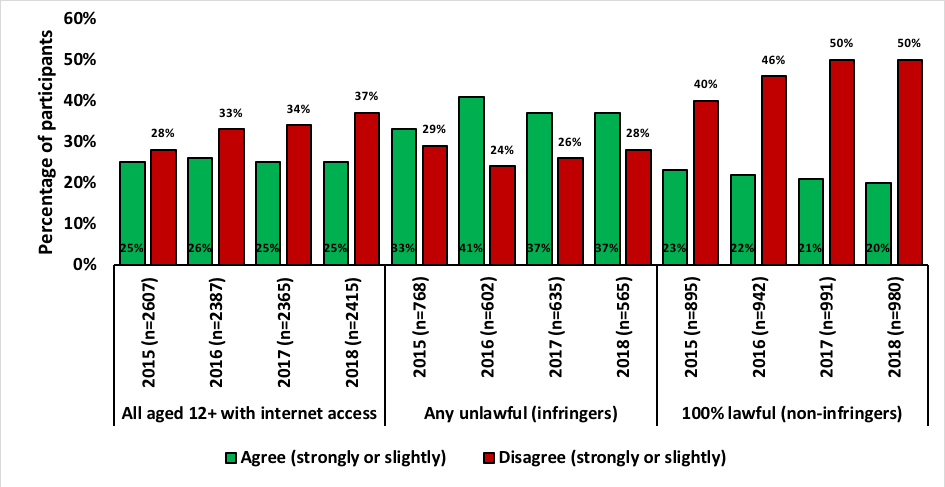 Percentage of participants
60%
50%
40%
30%
20%
10%
0%
25% 28% 26% 33% 25% 34% 25% 37% 33% 29% 41% 24% 37% 26% 37% 28% 23% 40% 22% 46% 21% 50% 20% 50%
2015 (n=2607)
2016 (n=2387)
2017 (n=2365)
2018 (n=2415)
2015 (n=768)
2016 (n=602)
2017 (n=635)
2018 (n=565)
2015 (n=895)
2016 (n=942)
2017 (n=991)
2018 (n=980)
All aged 12+ with internet access
Any unlawful (infringers)
100% lawful (non-infringers)
Agree (strongly or slightly)
Disagree (strongly or slightly)